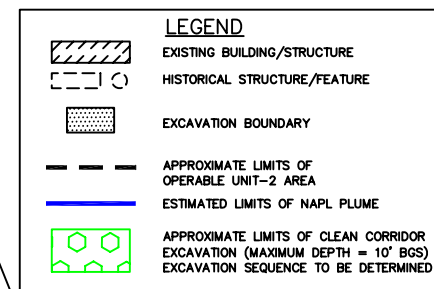 LEGEND
EXISTING BUILDING/STRUCTURE
HISTORICAL STRUCTURE/FEATURE
EXCAVATION BOUNDARY
APPROXIMATE LIMITS OF
OPERABLE UNIT-2 AREA
ESTIMATED LIMITS OF NAPL PLUME
APPROXIMATE LIMITS OF CLEAN CORRIDOR
EXCAVATION (MAXIMUM DEPTH = 10' BGS)
EXCAVATION SEQUENCE TO BE DETERMINED